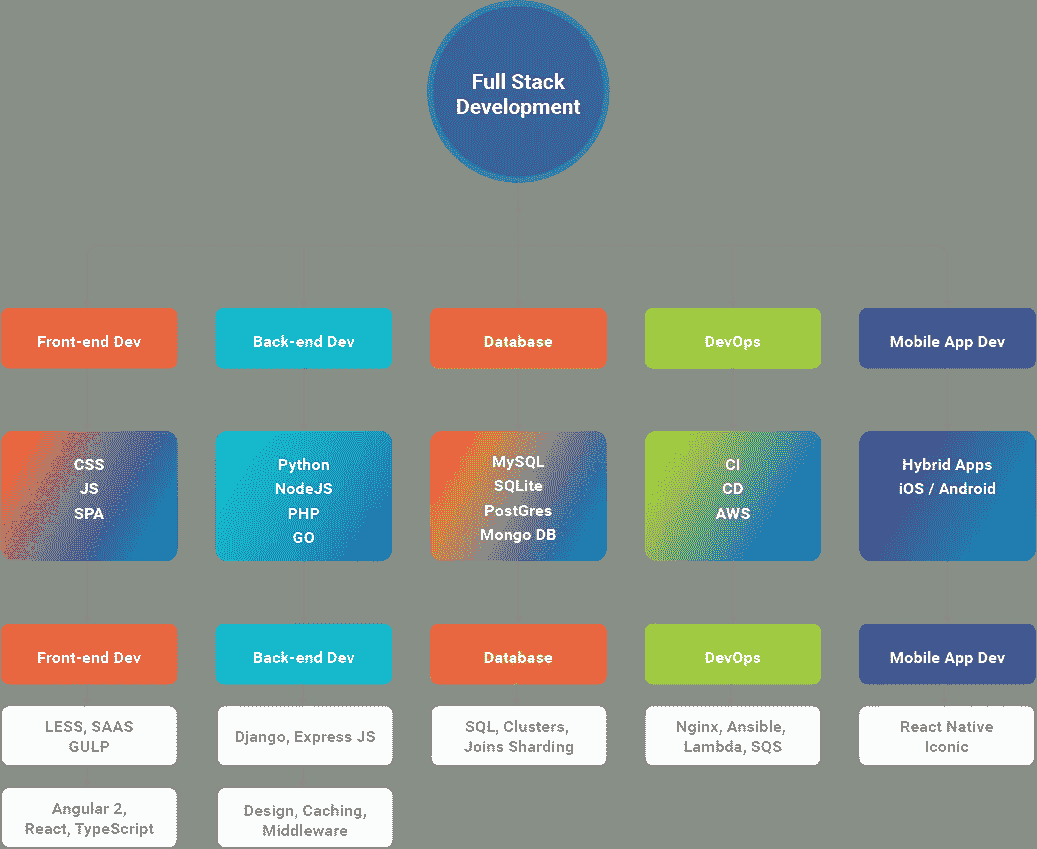 Full Stack
Development
Front-end Dev
Back-end Dev
Database
DevOps
Mobile App Dev
CSS
JS
SPA
Python
NodeJS
PHP
GO
MySQL
SQLite
PostGres
Mongo DB
CI
CD
AWS
Hybrid Apps
iOS / Android
Front-end Dev
Back-end Dev
Database
DevOps
Mobile App Dev
LESS, SAAS
GULP
Django, Express JS
SQL, Clusters,
Joins Sharding
Nginx, Ansible,
Lambda, SQS
React Native
Iconic
Angular 2,
React, TypeScript
Design, Caching,
Middleware